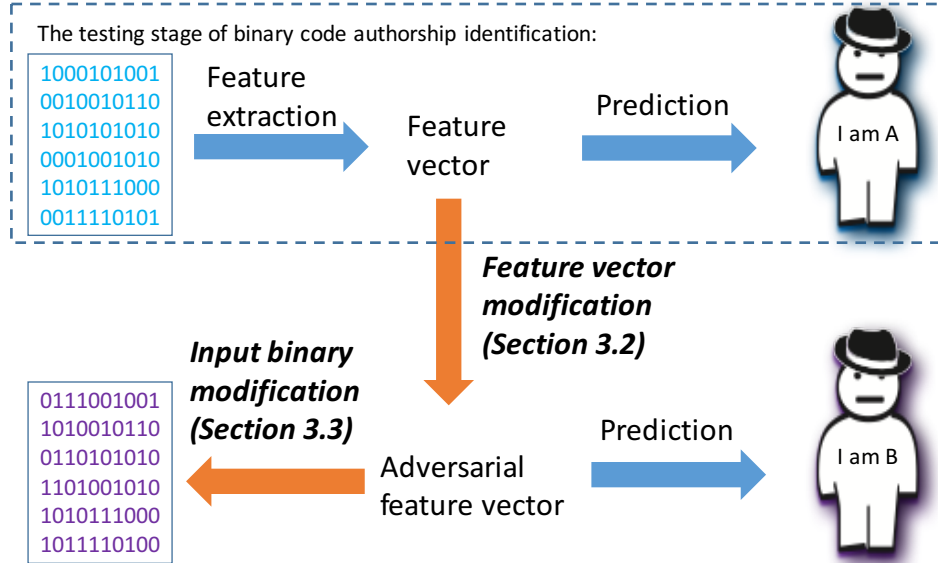 The testing stage of binary code authorship identification:
1000101001
0010010110
1010101010
0001001010
1010111000
0011110101
Feature
extraction
Feature
vector
Prediction
I am A
Feature vector
modification
(Section 3.2)
Input binary
modification
(Section 3.3)
0111001001
1010010110
0110101010
1101001010
1010111000
1011110100
Adversarial
feature vector
Prediction
I am B